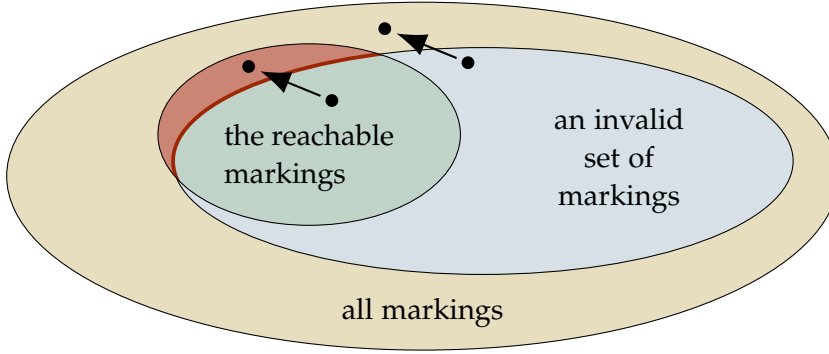 the reachable
markings
an invalid
set of
markings
all markings